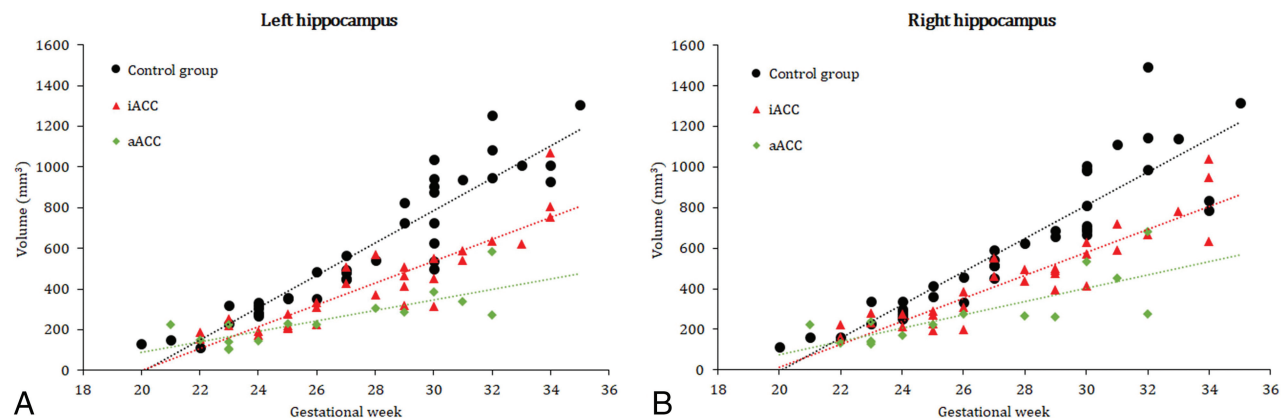 Left hippocampus
1600
1400
1200
1000
800
600
400
200
0
Volume (mm³)
Control group
iACC
aACC
18 20 22 24 26 28 30 32 34 36
Gestational week
A
Right hippocampus
1600
1400
1200
1000
800
600
400
200
0
Volume (mm³)
Control group
iACC
aACC
18 20 22 24 26 28 30 32 34 36
Gestational week
B